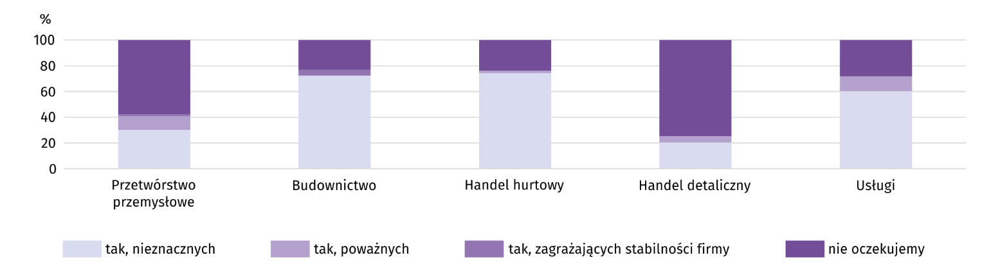 %
100
80
60
40
20
0
Przetwórstwo
przemysłowe
Budownictwo
Handel hurtowy
Handel detaliczny
Usługi
tak, nieznacznych
tak, poważnych
tak, zagrażających stabilności firmy
nie oczekujemy